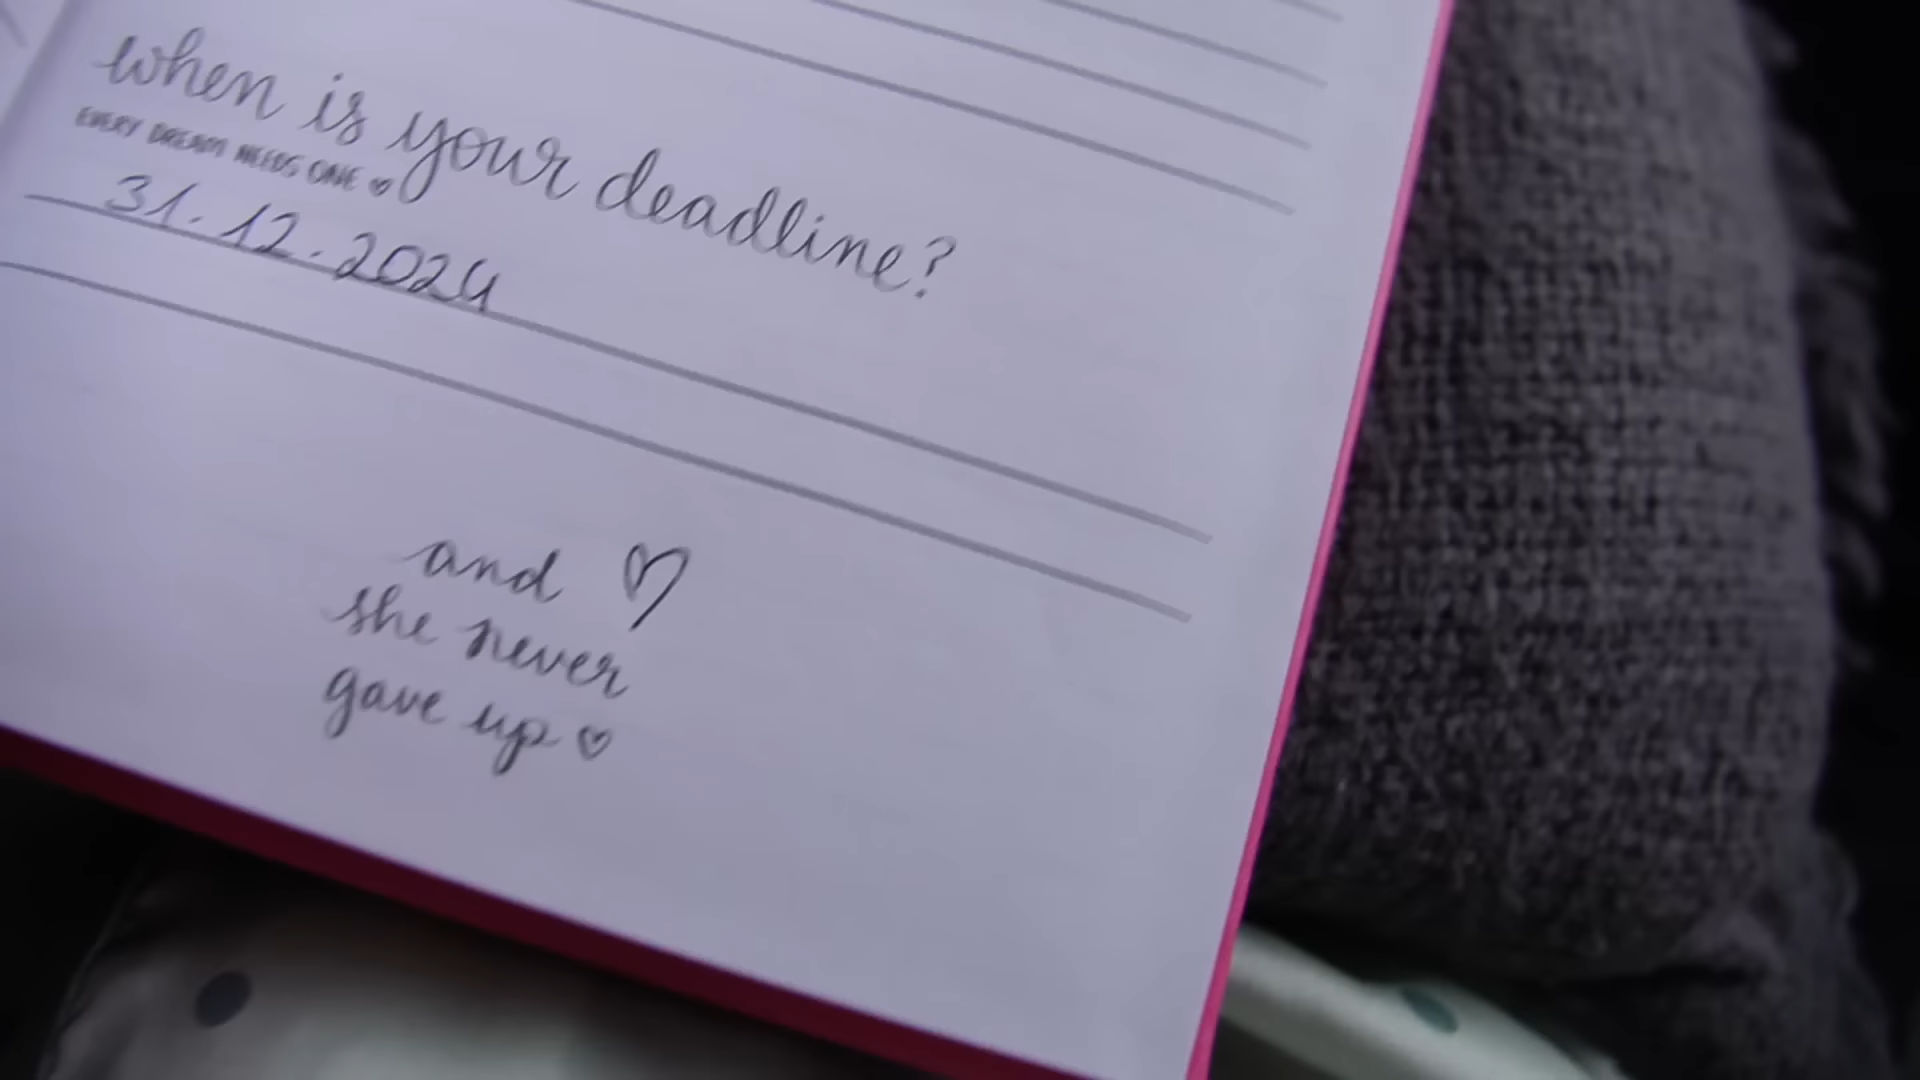 when is your deadline?
EVERY DREAM NEEDS ONE ♡
31.12.2024
and ♡
she never
gave up ♡